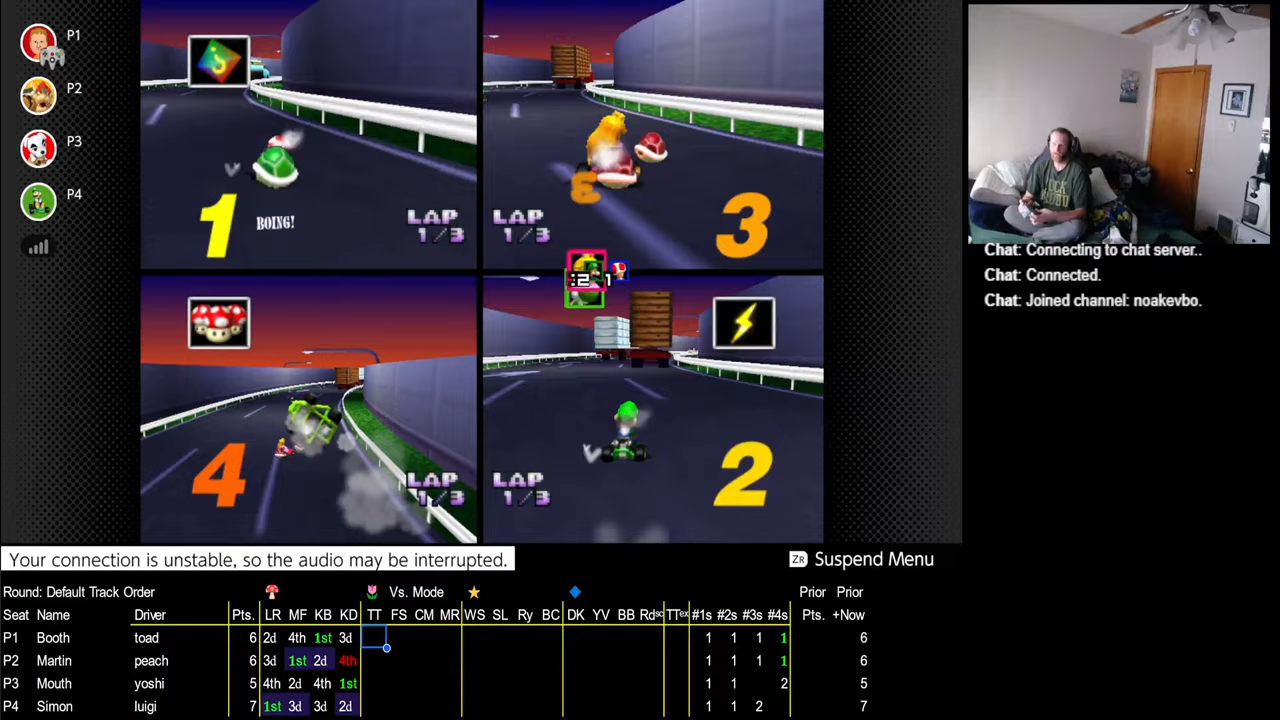 P1
P2
P3
P4
1
BOING!
LAP
1/3
LAP
1/3
3
:2
1
4
LAP
1/3
LAP
1/3
2
Chat: Connecting to chat server..
Chat: Connected.
Chat: Joined channel: noakevbo.
Your connection is unstable, so the audio may be interrupted.
ZR Suspend Menu
Round: Default Track Order Vs. Mode Prior Prior
Seat Name Driver Pts. LR MF KB KD TT FS CM MR WS SL Ry BC DK YV BB Rdsc TTex #1s #2s #3s #4s Pts. +Now
P1 Booth toad 6 2d 4th 1st 3d 1 1 1 1 6
P2 Martin peach 6 3d 1st 2d 4th 1 1 1 1 6
P3 Mouth yoshi 5 4th 2d 4th 1st 1 1 2 5
P4 Simon luigi 7 1st 3d 3d 2d 1 1 2 7